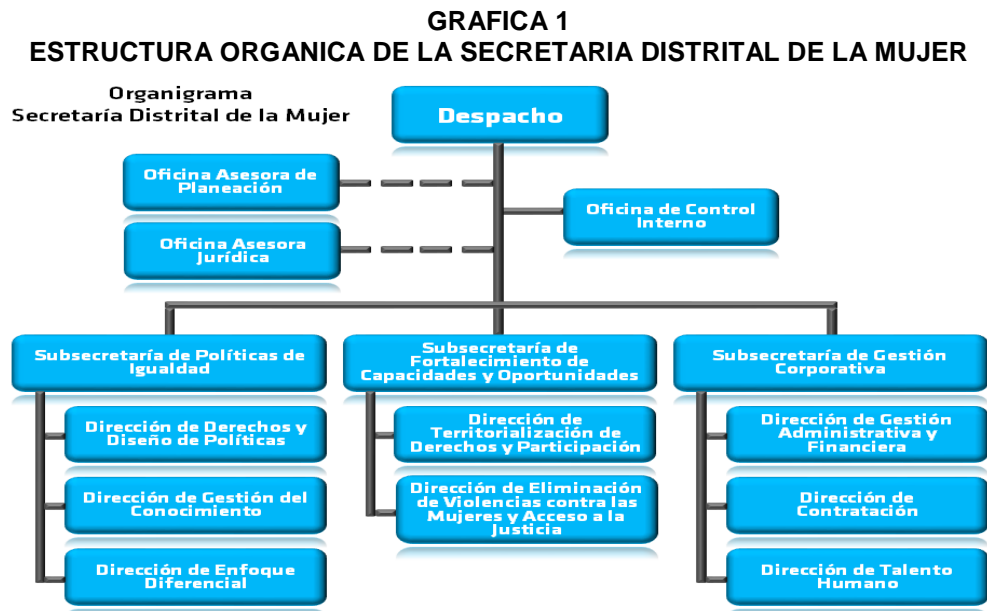 GRAFICA 1
ESTRUCTURA ORGANICA DE LA SECRETARIA DISTRITAL DE LA MUJER
Organigrama
Secretaría Distrital de la Mujer
Despacho
Oficina Asesora de
Planeación
Oficina de Control
Interno
Oficina Asesora
Jurídica
Subsecretaría de Políticas de
Igualdad
Dirección de Derechos y
Diseño de Políticas
Dirección de Gestión del
Conocimiento
Dirección de Enfoque
Diferencial
Subsecretaría de
Fortalecimiento de
Capacidades y Oportunidades
Dirección de
Territorialización de
Derechos y Participación
Dirección de Eliminación
de Violencias contra las
Mujeres y Acceso a la
Justicia
Subsecretaría de Gestión
Corporativa
Dirección de Gestión
Administrativa y
Financiera
Dirección de
Contratación
Dirección de Talento
Humano